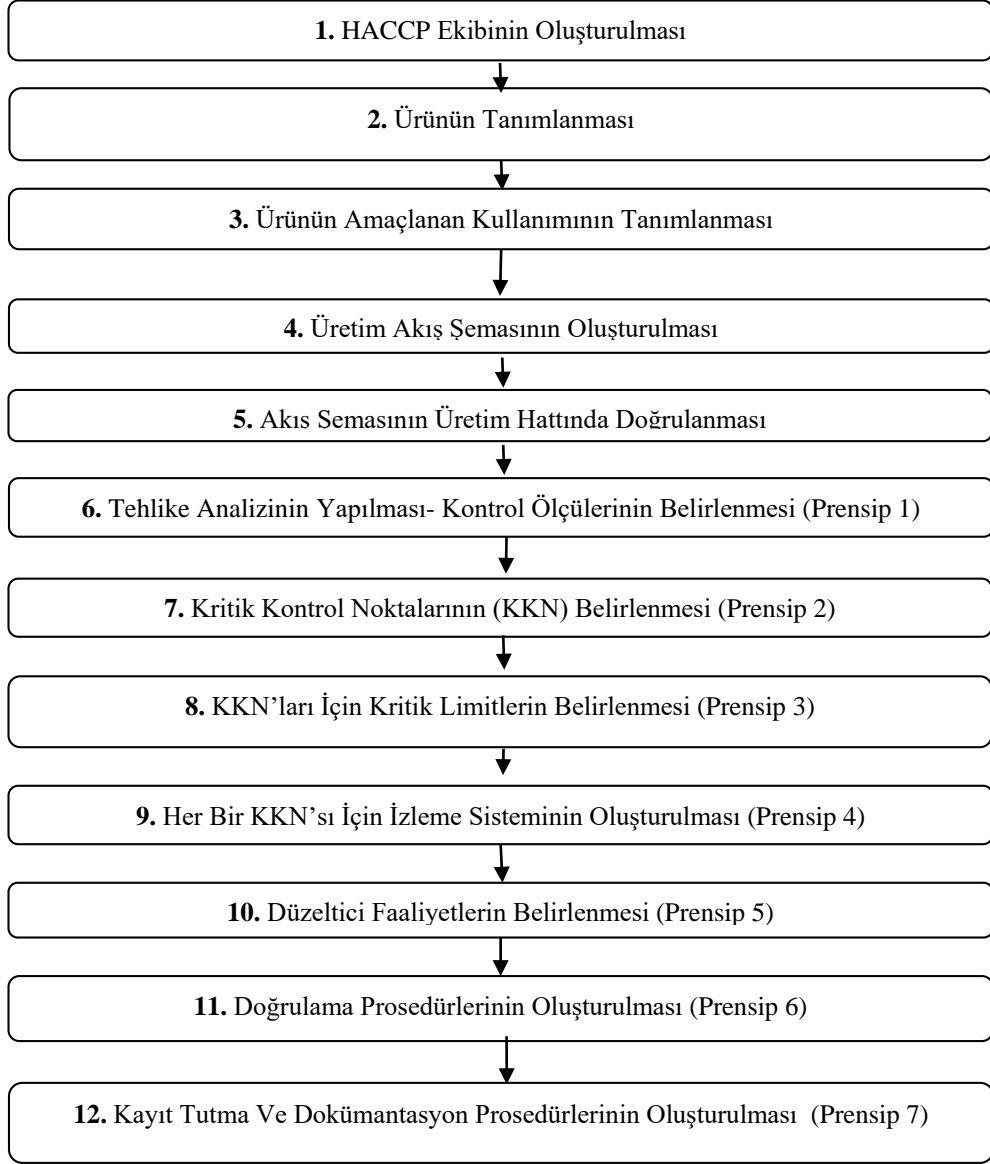 1. HACCP Ekibinin Oluşturulması
2. Ürünün Tanımlanması
3. Ürünün Amaçlanan Kullanımının Tanımlanması
4. Üretim Akış Şemasının Oluşturulması
5. Akıs Semasının Üretim Hattında Doğrulanması
6. Tehlike Analizinin Yapılması- Kontrol Ölçülerinin Belirlenmesi (Prensip 1)
7. Kritik Kontrol Noktalarının (KKN) Belirlenmesi (Prensip 2)
8. KKN’ları İçin Kritik Limitlerin Belirlenmesi (Prensip 3)
9. Her Bir KKN’sı İçin İzleme Sisteminin Oluşturulması (Prensip 4)
10. Düzeltici Faaliyetlerin Belirlenmesi (Prensip 5)
11. Doğrulama Prosedürlerinin Oluşturulması (Prensip 6)
12. Kayıt Tutma Ve Dokümantasyon Prosedürlerinin Oluşturulması (Prensip 7)